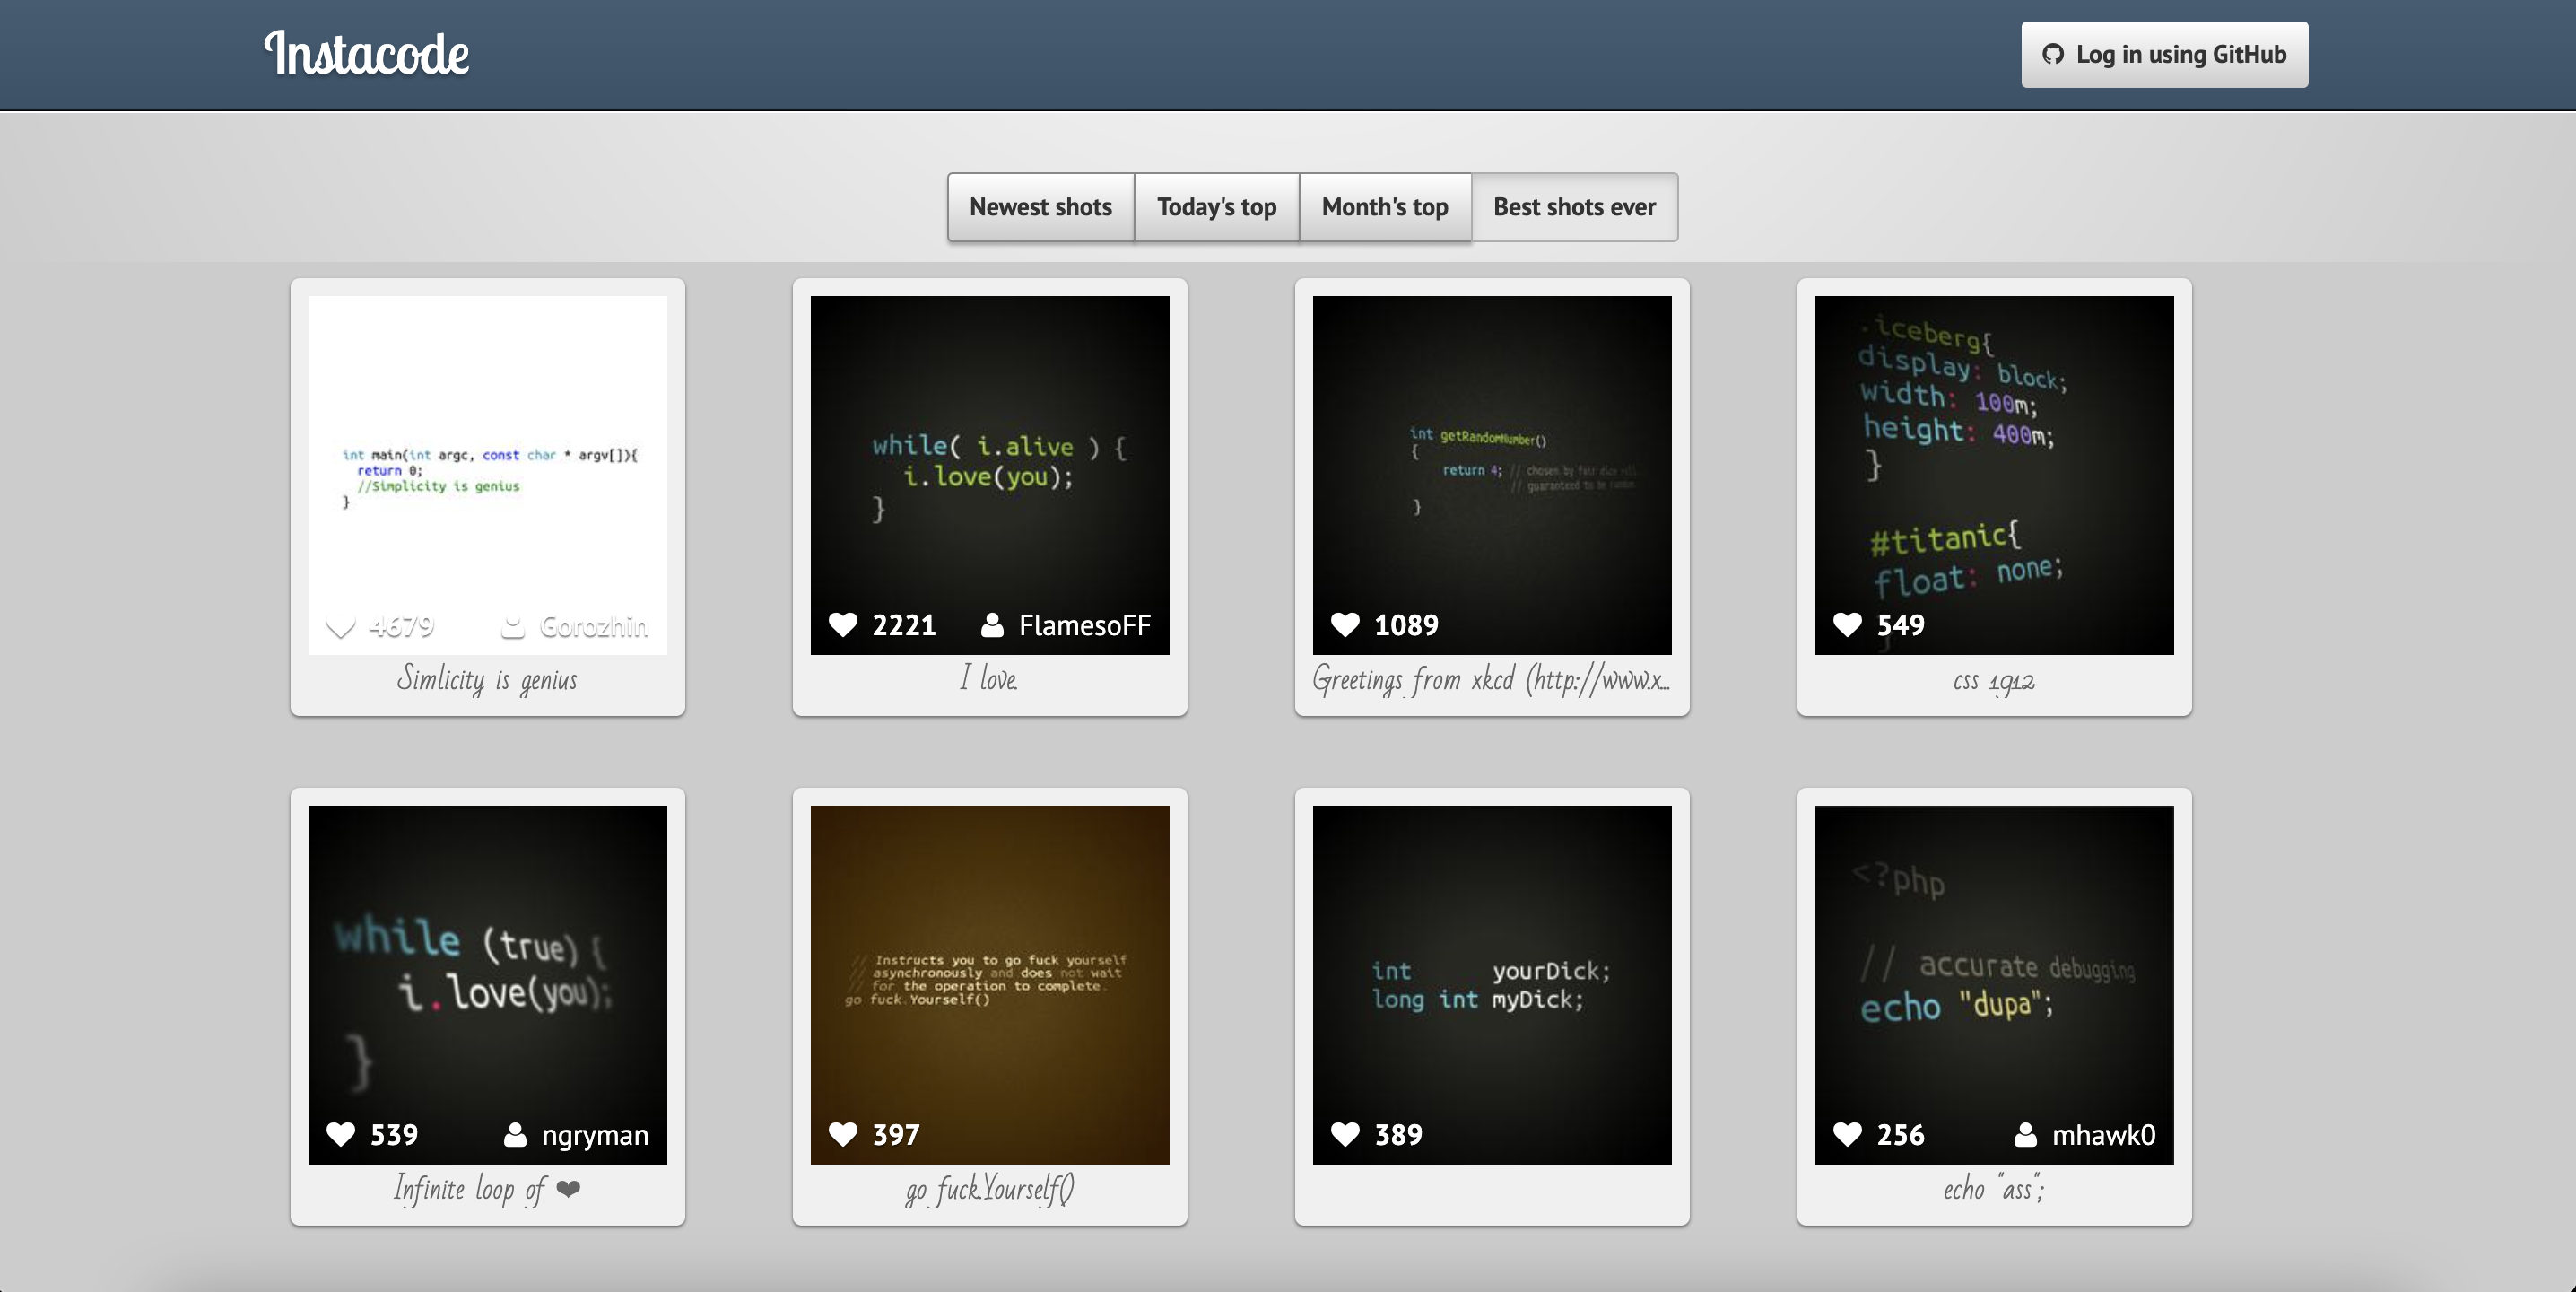 Instacode
Log in using GitHub
Newest shots
Today's top
Month's top
Best shots ever
int main(int argc, const char * argv[]){
return 0;
//Simplicity is genius
}
4679
Gorozhin
Simlicity is genius
while( i.alive ) {
i.love(you);
}
2221
FlamesoFF
I love.
int getRandomNumber()
{
return 4; // chosen by fair dice roll.
// guaranteed to be random.
}
1089
Greetings from xkcd (http://www.x...
.iceberg{
display: block;
width: 100m;
height: 400m;
}
#titanic{
float: none;
}
549
css 1912
while (true) {
i.love(you);
}
539
ngryman
Infinite loop of ❤
// Instructs you to go fuck yourself
// asynchronously and does not wait
// for the operation to complete.
go fuck.Yourself()
397
go fuck.Yourself()
int yourDick;
long int myDick;
389
<?php
// accurate debugging
echo "dupa";
256
mhawk0
echo "ass";